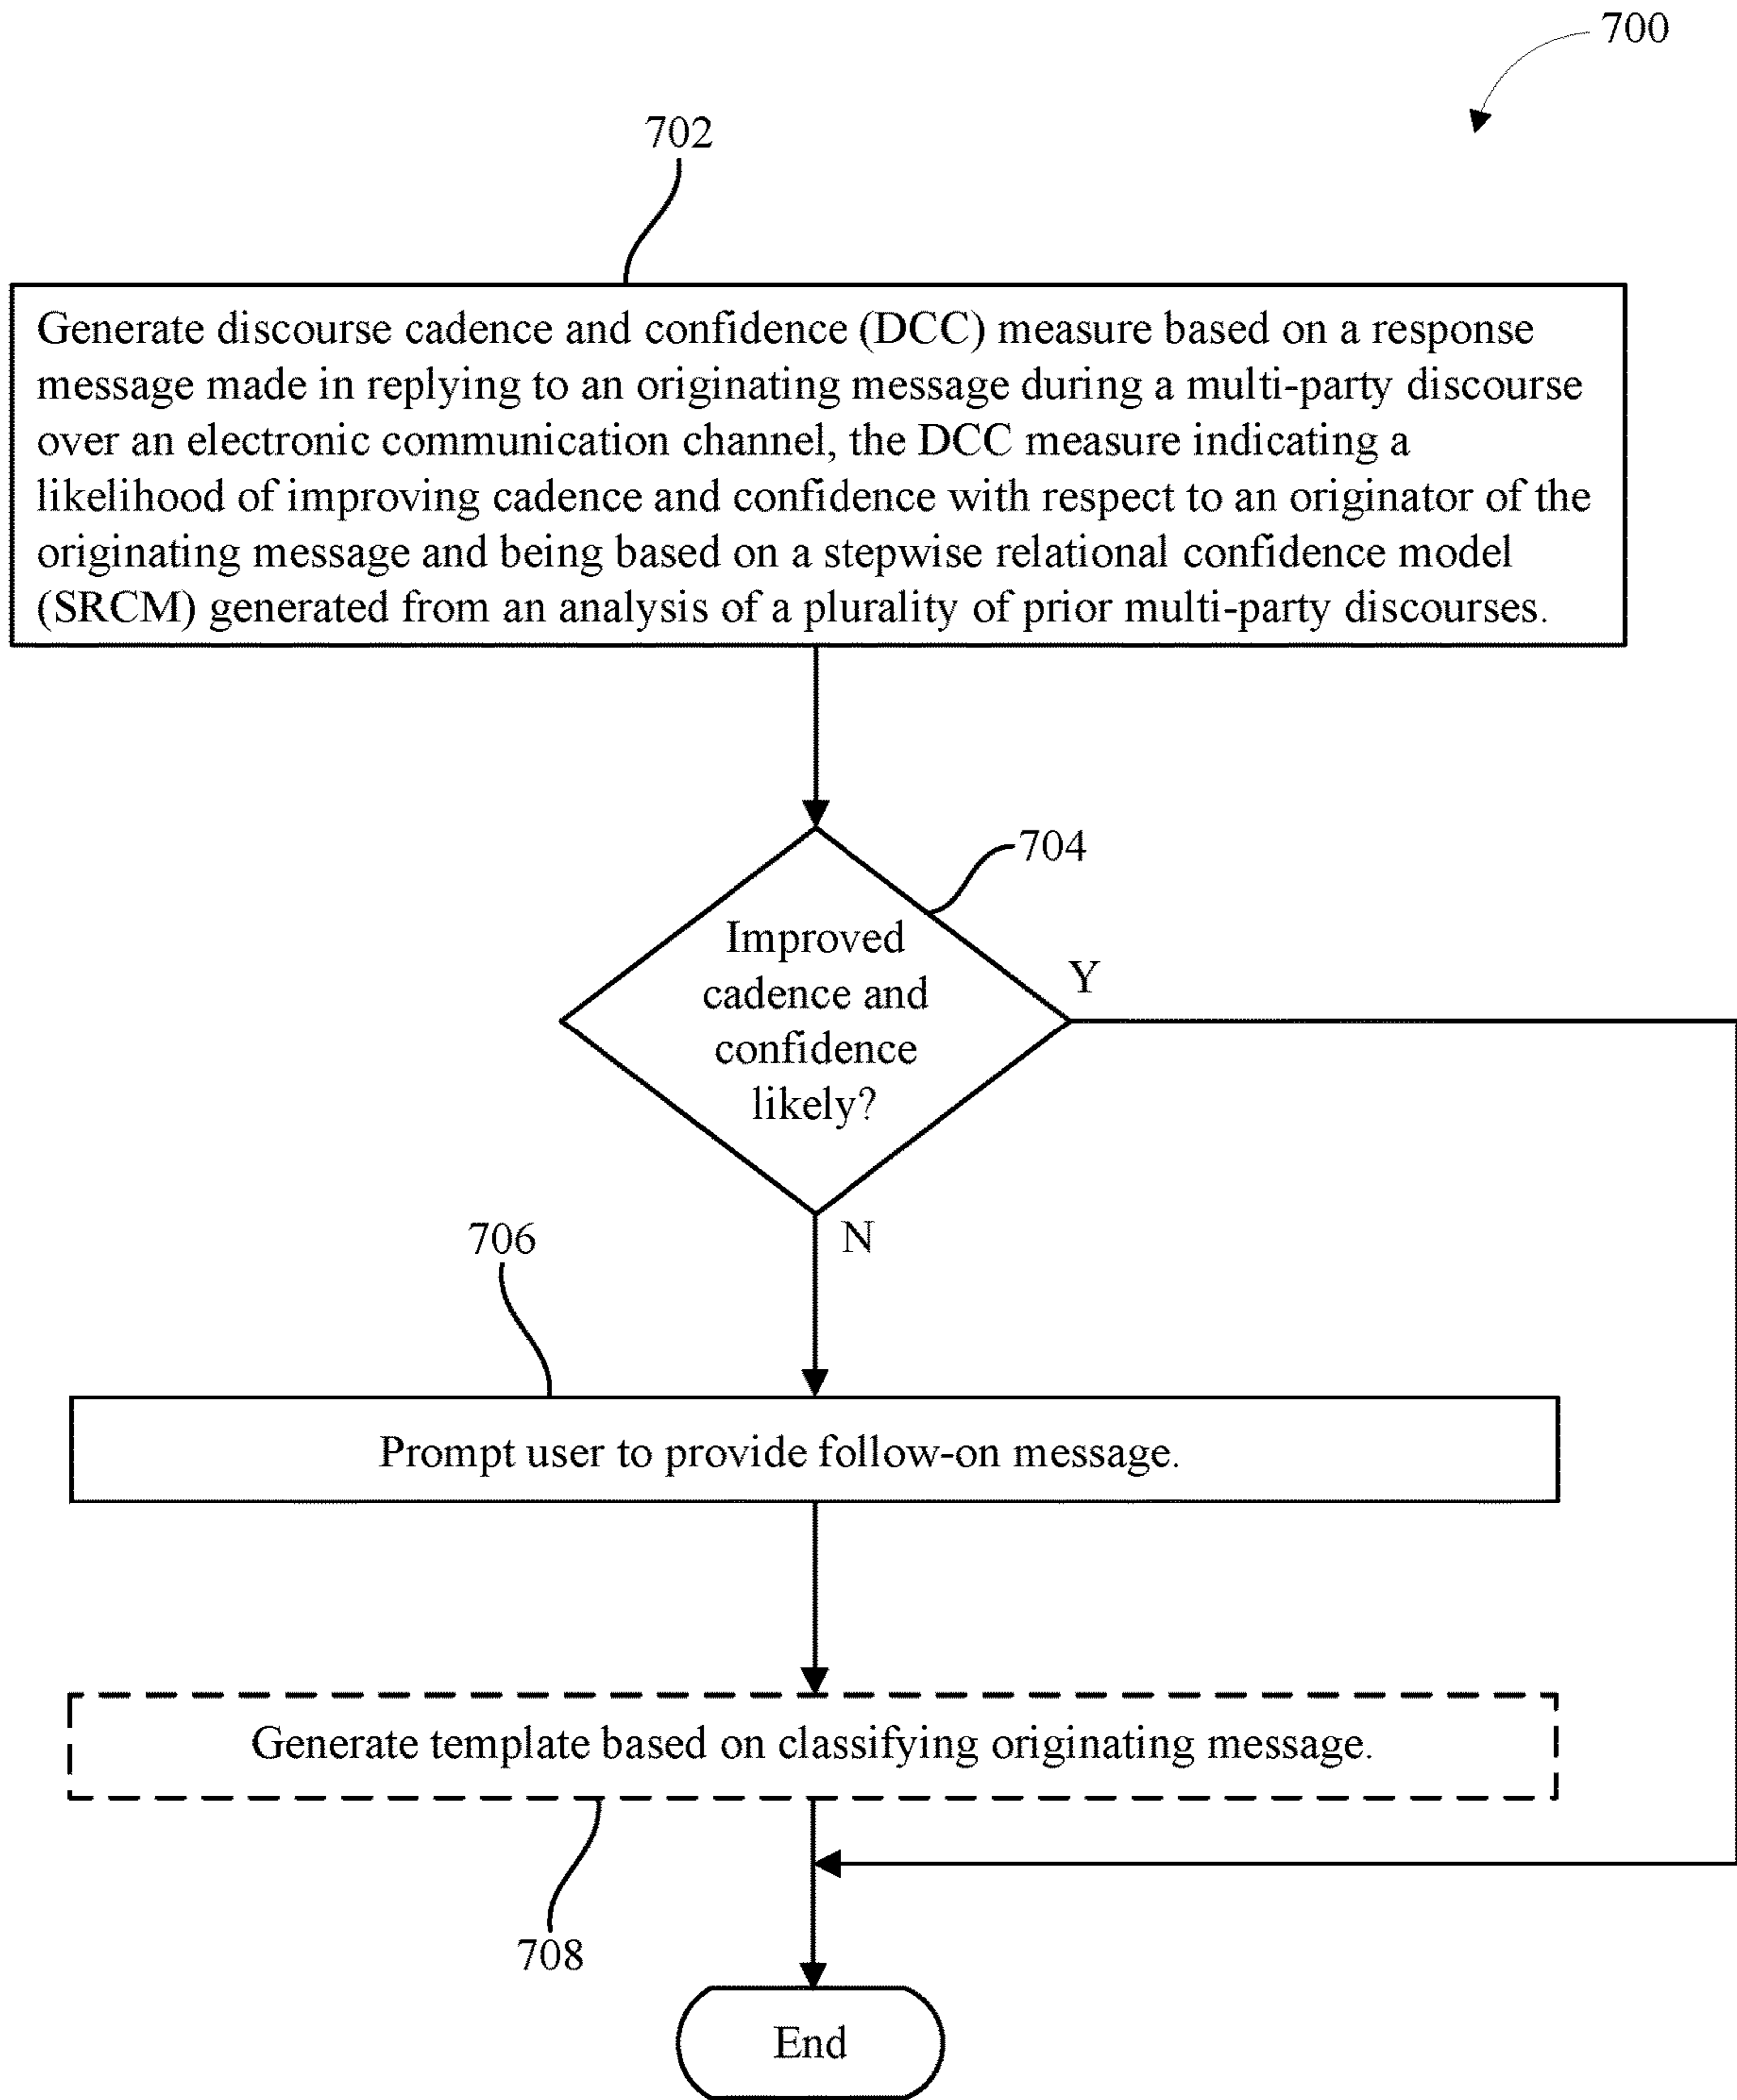 700
702
Generate discourse cadence and confidence (DCC) measure based on a response
message made in replying to an originating message during a multi-party discourse
over an electronic communication channel, the DCC measure indicating a
likelihood of improving cadence and confidence with respect to an originator of the
originating message and being based on a stepwise relational confidence model
(SRCM) generated from an analysis of a plurality of prior multi-party discourses.
704
Improved
cadence and
confidence
likely?
Y
N
706
Prompt user to provide follow-on message.
Generate template based on classifying originating message.
708
End